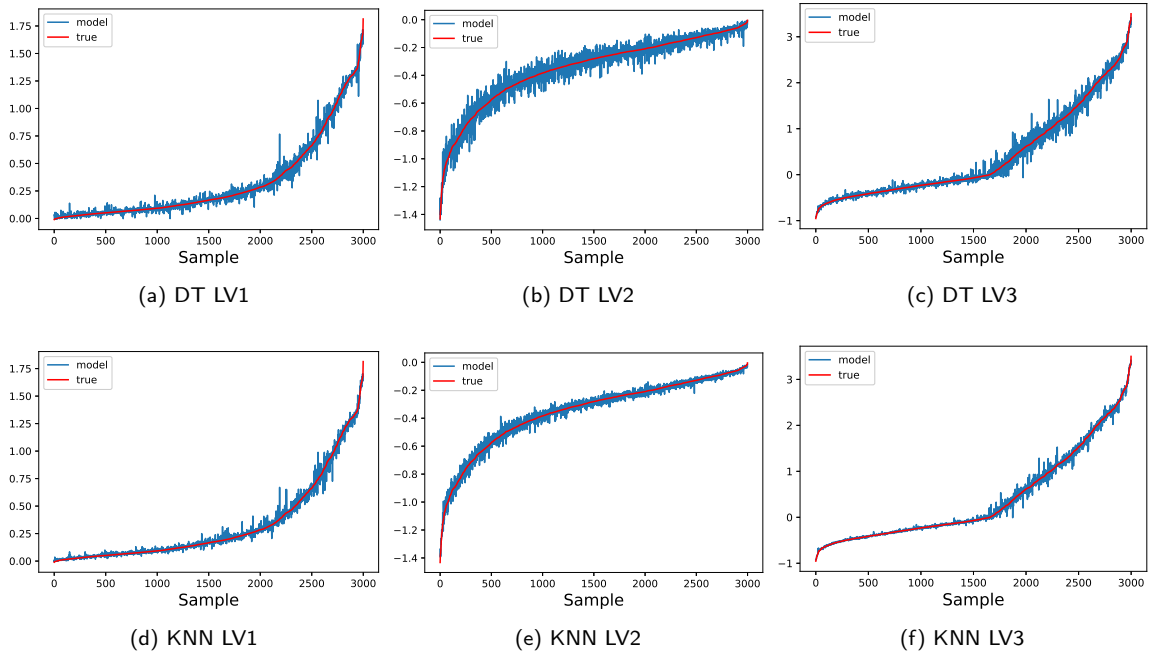 model
true
1.75
1.50
1.25
1.00
0.75
0.50
0.25
0.00
0 500 1000 1500 2000 2500 3000
Sample
(a) DT LV1
model
true
0.0
−0.2
−0.4
−0.6
−0.8
−1.0
−1.2
−1.4
0 500 1000 1500 2000 2500 3000
Sample
(b) DT LV2
model
true
3
2
1
0
−1
0 500 1000 1500 2000 2500 3000
Sample
(c) DT LV3
model
true
1.75
1.50
1.25
1.00
0.75
0.50
0.25
0.00
0 500 1000 1500 2000 2500 3000
Sample
(d) KNN LV1
model
true
0.0
−0.2
−0.4
−0.6
−0.8
−1.0
−1.2
−1.4
0 500 1000 1500 2000 2500 3000
Sample
(e) KNN LV2
model
true
3
2
1
0
−1
0 500 1000 1500 2000 2500 3000
Sample
(f) KNN LV3